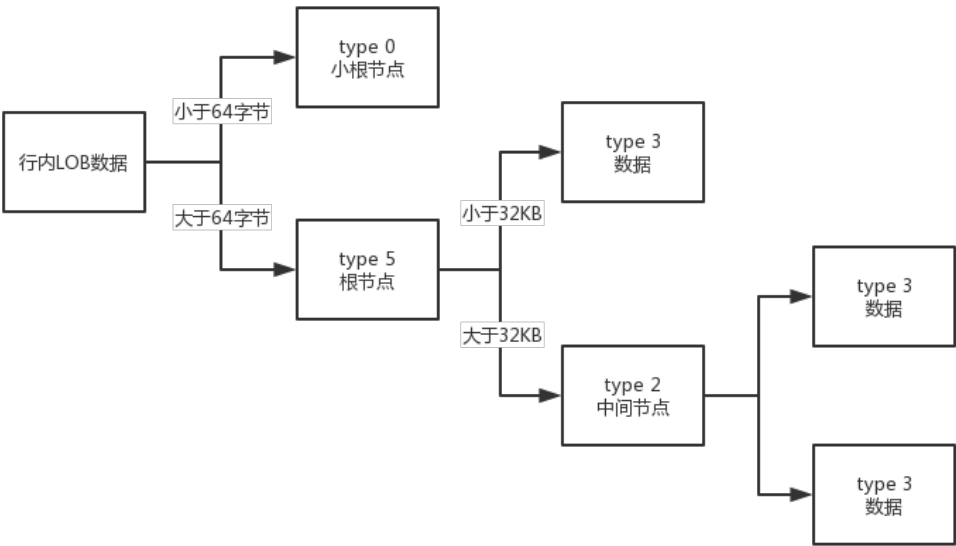 type 0
小根节点
小于64字节
行内LOB数据
大于64字节
type 5
根节点
type 3
数据
小于32KB
大于32KB
type 2
中间节点
type 3
数据
type 3
数据